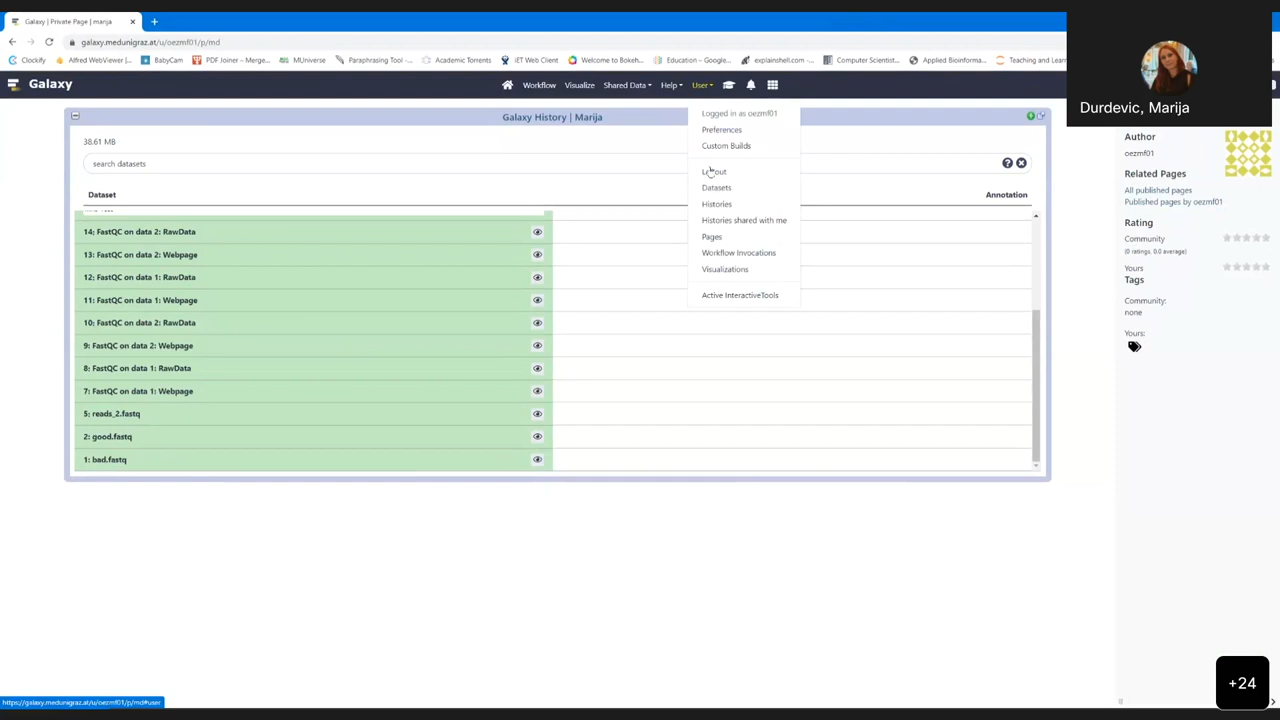 Galaxy | Private Page | marija
galaxy.medunigraz.at/u/oezmf01/p/md
Clockify
Alfred WebViewer |...
BabyCam
PDF Joiner – Merge...
MUniverse
Paraphrasing Tool -...
Academic Torrents
iET Web Client
Welcome to Bokeh...
Education – Google...
explainshell.com -...
Computer Scientist...
Applied Bioinforma...
Teaching and Learn
Galaxy
Workflow
Visualize
Shared Data
Help
User
Durdevic, Marija
Galaxy History | Marija
38.61 MB
search datasets
Dataset
Annotation
14: FastQC on data 2: RawData
13: FastQC on data 2: Webpage
12: FastQC on data 1: RawData
11: FastQC on data 1: Webpage
10: FastQC on data 2: RawData
9: FastQC on data 2: Webpage
8: FastQC on data 1: RawData
7: FastQC on data 1: Webpage
5: reads_2.fastq
2: good.fastq
1: bad.fastq
Logged in as oezmf01
Preferences
Custom Builds
Datasets
Histories
Histories shared with me
Pages
Workflow Invocations
Visualizations
Active InteractiveTools
Author
oezmf01
Related Pages
All published pages
Published pages by oezmf01
Rating
Community
(0 ratings, 0.0 average)
Yours
Tags
Community:
none
Yours:
+24
https://galaxy.medunigraz.at/u/oezmf01/p/md#user